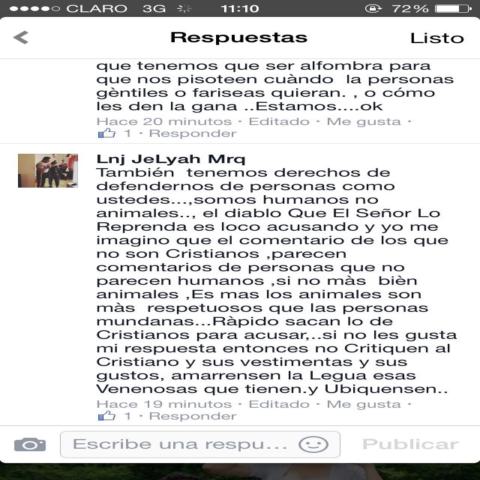 CLARO 3G 11:10 72%
Respuestas Listo
que tenemos que ser alfombra para
que nos pisoteen cuàndo la personas
gèntiles o fariseas quieran. , o cómo
les den la gana ..Estamos....ok
Hace 20 minutos · Editado · Me gusta ·
1 · Responder
Lnj JeLyah Mrq
También tenemos derechos de
defendernos de personas como
ustedes...,somos humanos no
animales.., el diablo Que El Señor Lo
Reprenda es loco acusando y yo me
imagino que el comentario de los que
no son Cristianos ,parecen
comentarios de personas que no
parecen humanos ,si no màs bièn
animales ,Es mas los animales son
màs respetuosos que las personas
mundanas...Ràpido sacan lo de
Cristianos para acusar,..si no les gusta
mi respuesta entonces no Critiquen al
Cristiano y sus vestimentas y sus
gustos, amarrensen la Legua esas
Venenosas que tienen.y Ubiquensen..
Hace 19 minutos · Editado · Me gusta ·
1 · Responder
Escribe una respu... Publicar